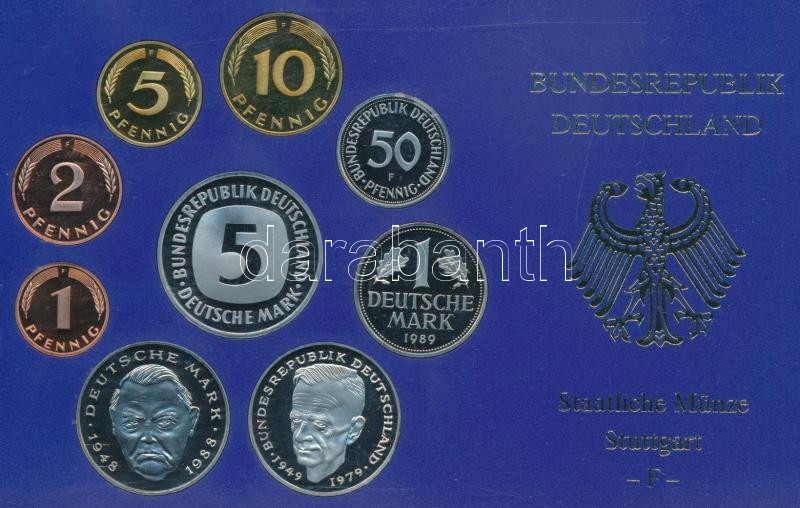 F
5
PFENNIG
F
10
PFENNIG
BUNDESREPUBLIK DEUTSCHLAND
50
F
PFENNIG
F
2
PFENNIG
BUNDESREPUBLIK DEUTSCHLAND
5
DEUTSCHE MARK
1
DEUTSCHE
MARK
1989
F
1
PFENNIG
DEUTSCHE MARK
1948 1988
BUNDESREPUBLIK DEUTSCHLAND
1949 · 1979
BUNDESREPUBLIK
DEUTSCHLAND
Staatliche Münze
Stuttgart
– F –
darabanth